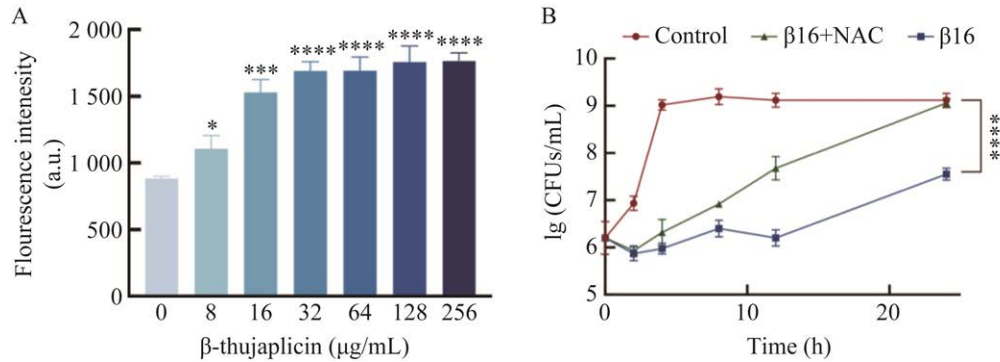 A
Flourescence intenesity
(a.u.)
2 000
1 500
1 000
500
0
*
***
****
****
****
****
0 8 16 32 64 128 256
β-thujaplicin (μg/mL)
B
Control β16+NAC β16
lg (CFUs/mL)
10
9
8
7
6
5
****
0 10 20
Time (h)